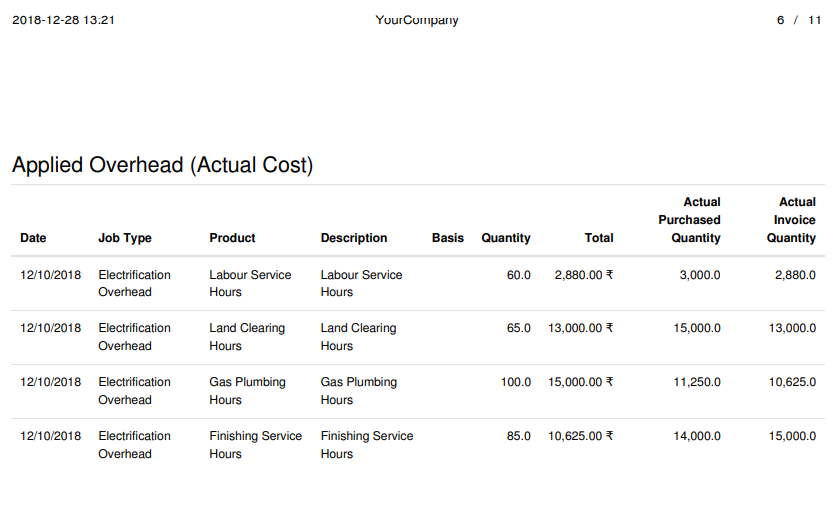 2018-12-28 13:21 YourCompany 6 / 11
Applied Overhead (Actual Cost)
Date Job Type Product Description Basis Quantity Total Actual Purchased Quantity Actual Invoice Quantity
12/10/2018 Electrification Overhead Labour Service Hours Labour Service Hours 60.0 2,880.00 ₹ 3,000.0 2,880.0
12/10/2018 Electrification Overhead Land Clearing Hours Land Clearing Hours 65.0 13,000.00 ₹ 15,000.0 13,000.0
12/10/2018 Electrification Overhead Gas Plumbing Hours Gas Plumbing Hours 100.0 15,000.00 ₹ 11,250.0 10,625.0
12/10/2018 Electrification Overhead Finishing Service Hours Finishing Service Hours 85.0 10,625.00 ₹ 14,000.0 15,000.0